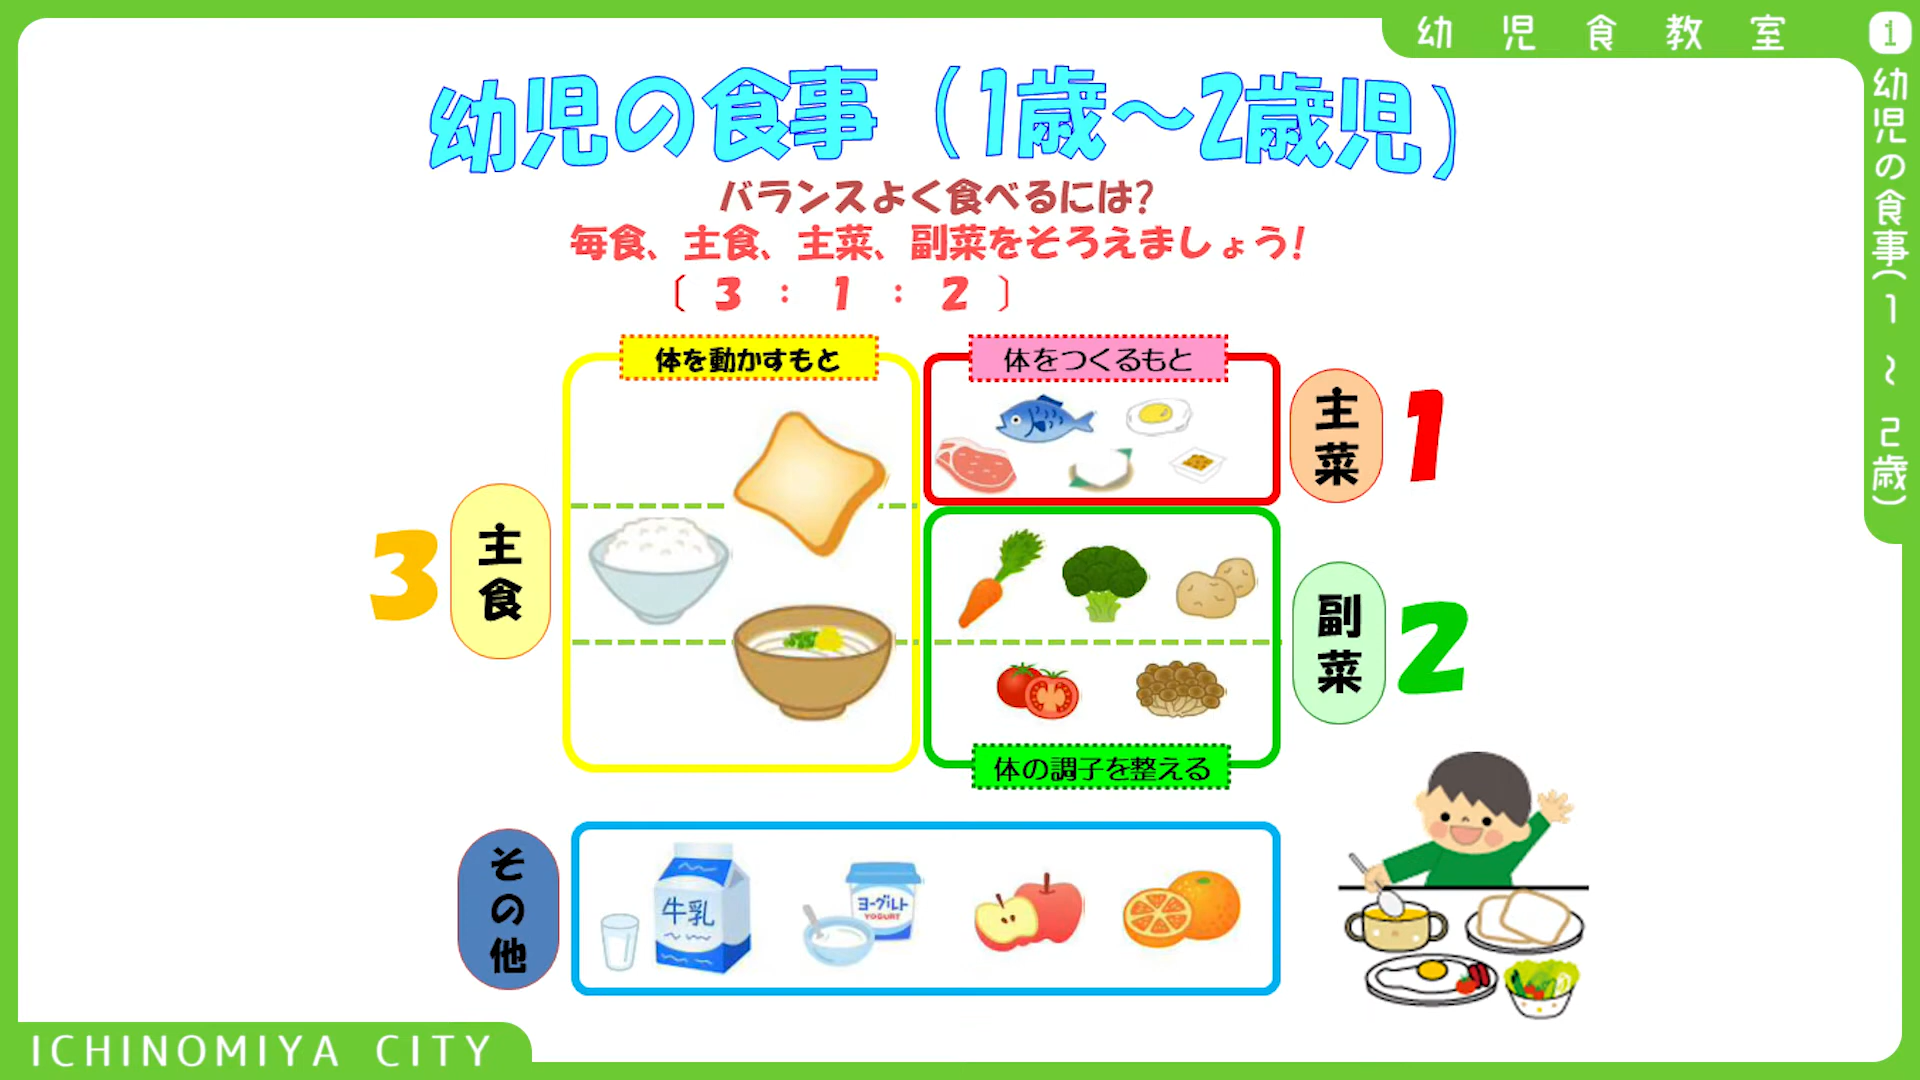 幼児食教室
1 幼児の食事(1～2歳)
幼児の食事(1歳～2歳児)
バランスよく食べるには?
毎食、主食、主菜、副菜をそろえましょう!
〔 3 : 1 : 2 〕
体を動かすもと
体をつくるもと
主菜
1
3
主食
副菜
2
体の調子を整える
その他
牛乳
ヨーグルト
YOGURT
ICHINOMIYA CITY